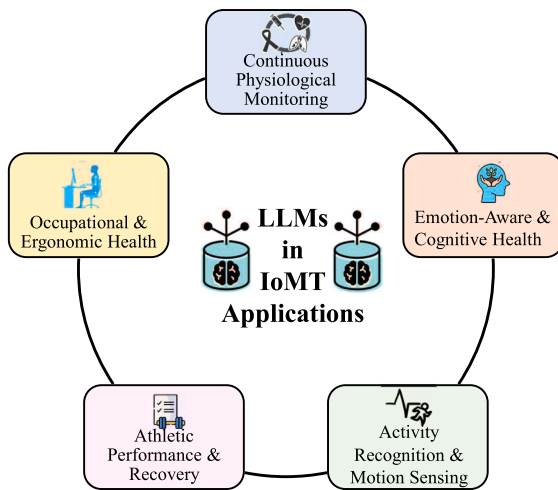 Continuous
Physiological
Monitoring
Occupational &
Ergonomic Health
Emotion-Aware &
Cognitive Health
LLMs
in
IoMT
Applications
Athletic
Performance &
Recovery
Activity
Recognition &
Motion Sensing